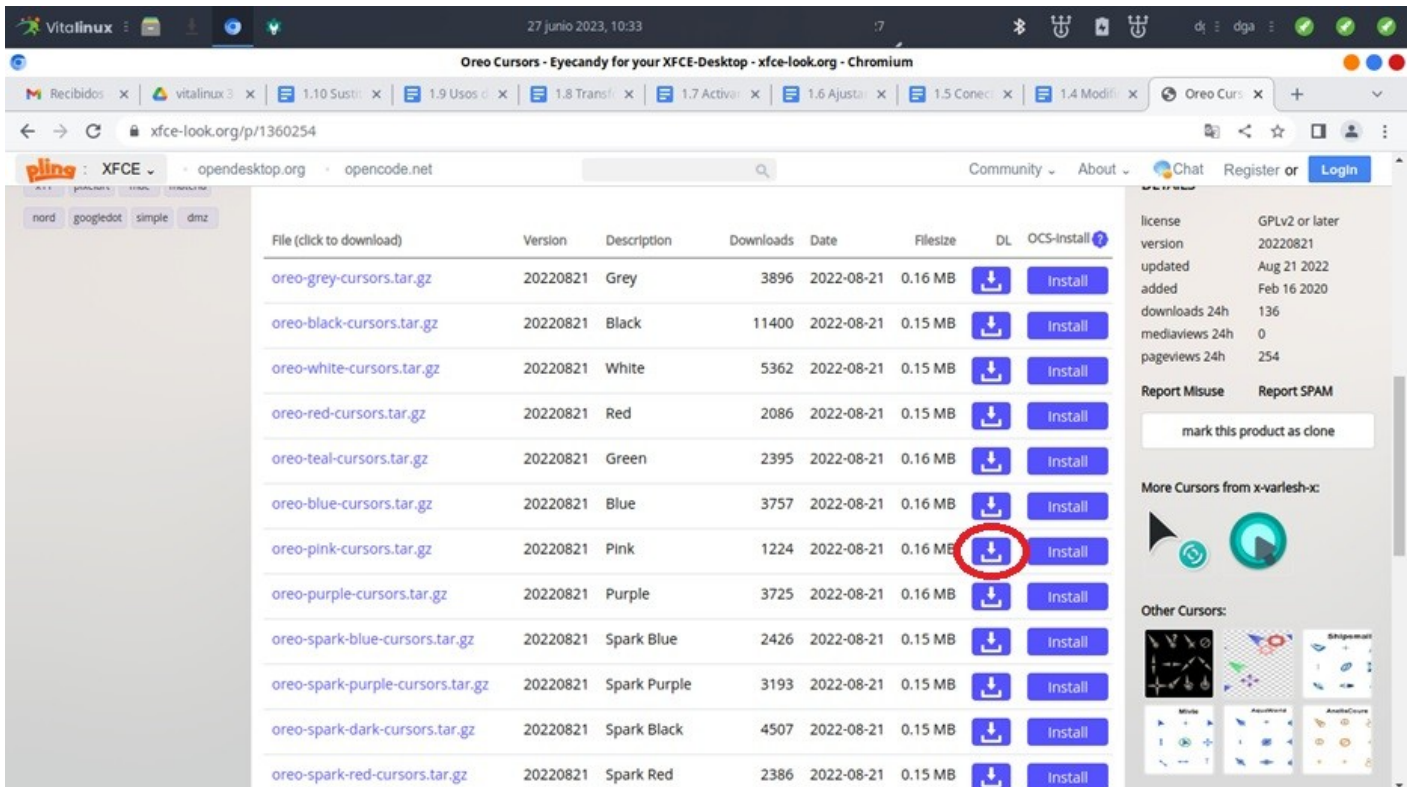 Vitalinux
27 junio 2023, 10:33
dga
Oreo Cursors - Eyecandy for your XFCE-Desktop - xfce-look.org - Chromium
Recibidos
vitalinux 3
1.10 Susti
1.9 Usos d
1.8 Transf
1.7 Activar
1.6 Ajusta
1.5 Conec
1.4 Modifi
Oreo Curs
xfce-look.org/p/1360254
pling : XFCE opendesktop.org opencode.net Community About Chat Register or Login
x11 pixelart mac material
nord googledot simple dmz
File (click to download) Version Description Downloads Date Filesize DL OCS-Install ?
oreo-grey-cursors.tar.gz 20220821 Grey 3896 2022-08-21 0.16 MB Install
oreo-black-cursors.tar.gz 20220821 Black 11400 2022-08-21 0.15 MB Install
oreo-white-cursors.tar.gz 20220821 White 5362 2022-08-21 0.15 MB Install
oreo-red-cursors.tar.gz 20220821 Red 2086 2022-08-21 0.15 MB Install
oreo-teal-cursors.tar.gz 20220821 Green 2395 2022-08-21 0.16 MB Install
oreo-blue-cursors.tar.gz 20220821 Blue 3757 2022-08-21 0.16 MB Install
oreo-pink-cursors.tar.gz 20220821 Pink 1224 2022-08-21 0.16 MB Install
oreo-purple-cursors.tar.gz 20220821 Purple 3725 2022-08-21 0.16 MB Install
oreo-spark-blue-cursors.tar.gz 20220821 Spark Blue 2426 2022-08-21 0.15 MB Install
oreo-spark-purple-cursors.tar.gz 20220821 Spark Purple 3193 2022-08-21 0.15 MB Install
oreo-spark-dark-cursors.tar.gz 20220821 Spark Black 4507 2022-08-21 0.15 MB Install
oreo-spark-red-cursors.tar.gz 20220821 Spark Red 2386 2022-08-21 0.15 MB Install
DETAILS
license GPLv2 or later
version 20220821
updated Aug 21 2022
added Feb 16 2020
downloads 24h 136
mediaviews 24h 0
pageviews 24h 254
Report Misuse Report SPAM
mark this product as clone
More Cursors from x-varlesh-x:
Other Cursors: